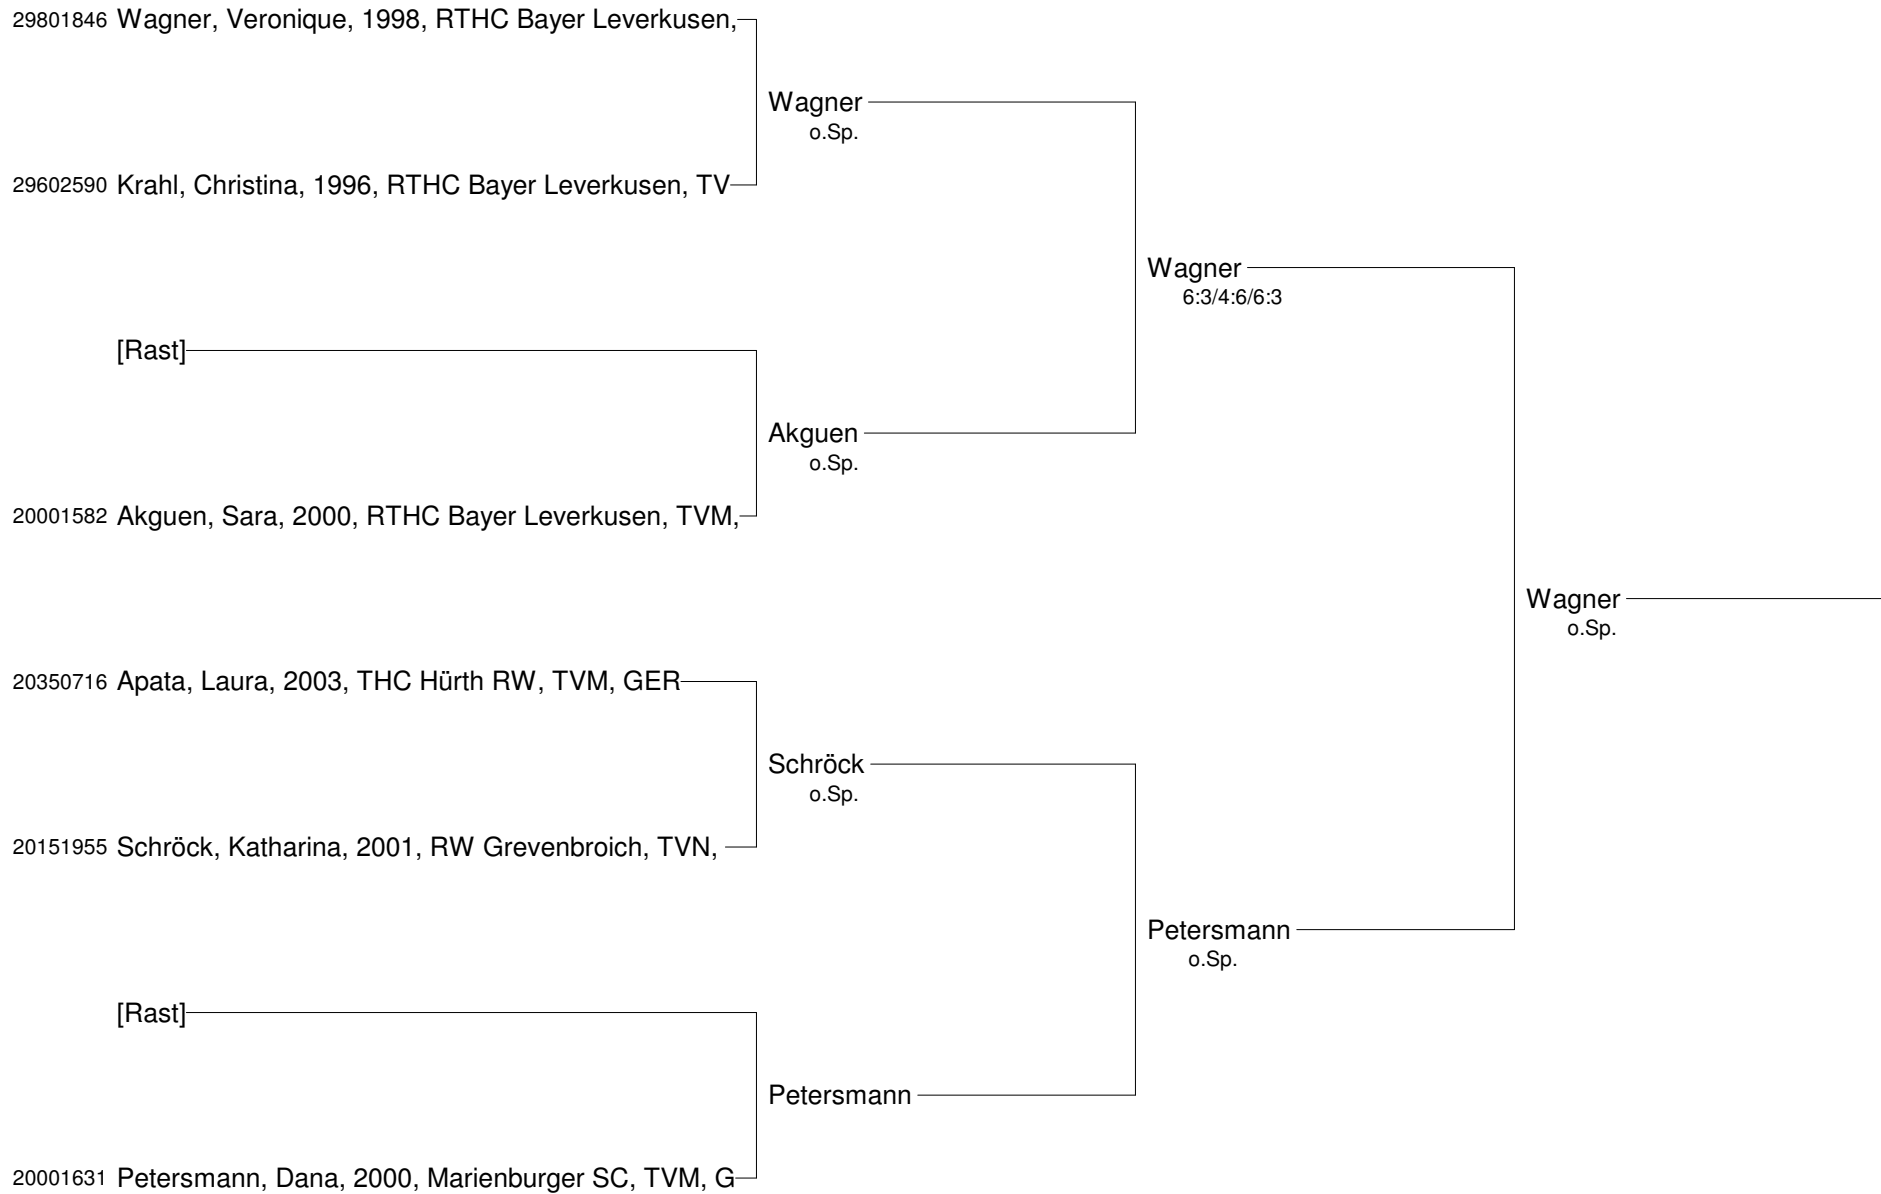 29801846 Wagner, Veronique, 1998, RTHC Bayer Leverkusen,
Wagner
o.Sp.
29602590 Krahl, Christina, 1996, RTHC Bayer Leverkusen, TV
Wagner
6:3/4:6/6:3
[Rast]
Akguen
o.Sp.
20001582 Akguen, Sara, 2000, RTHC Bayer Leverkusen, TVM,
Wagner
o.Sp.
20350716 Apata, Laura, 2003, THC Hürth RW, TVM, GER
Schröck
o.Sp.
20151955 Schröck, Katharina, 2001, RW Grevenbroich, TVN,
Petersmann
o.Sp.
[Rast]
Petersmann
20001631 Petersmann, Dana, 2000, Marienburger SC, TVM, G